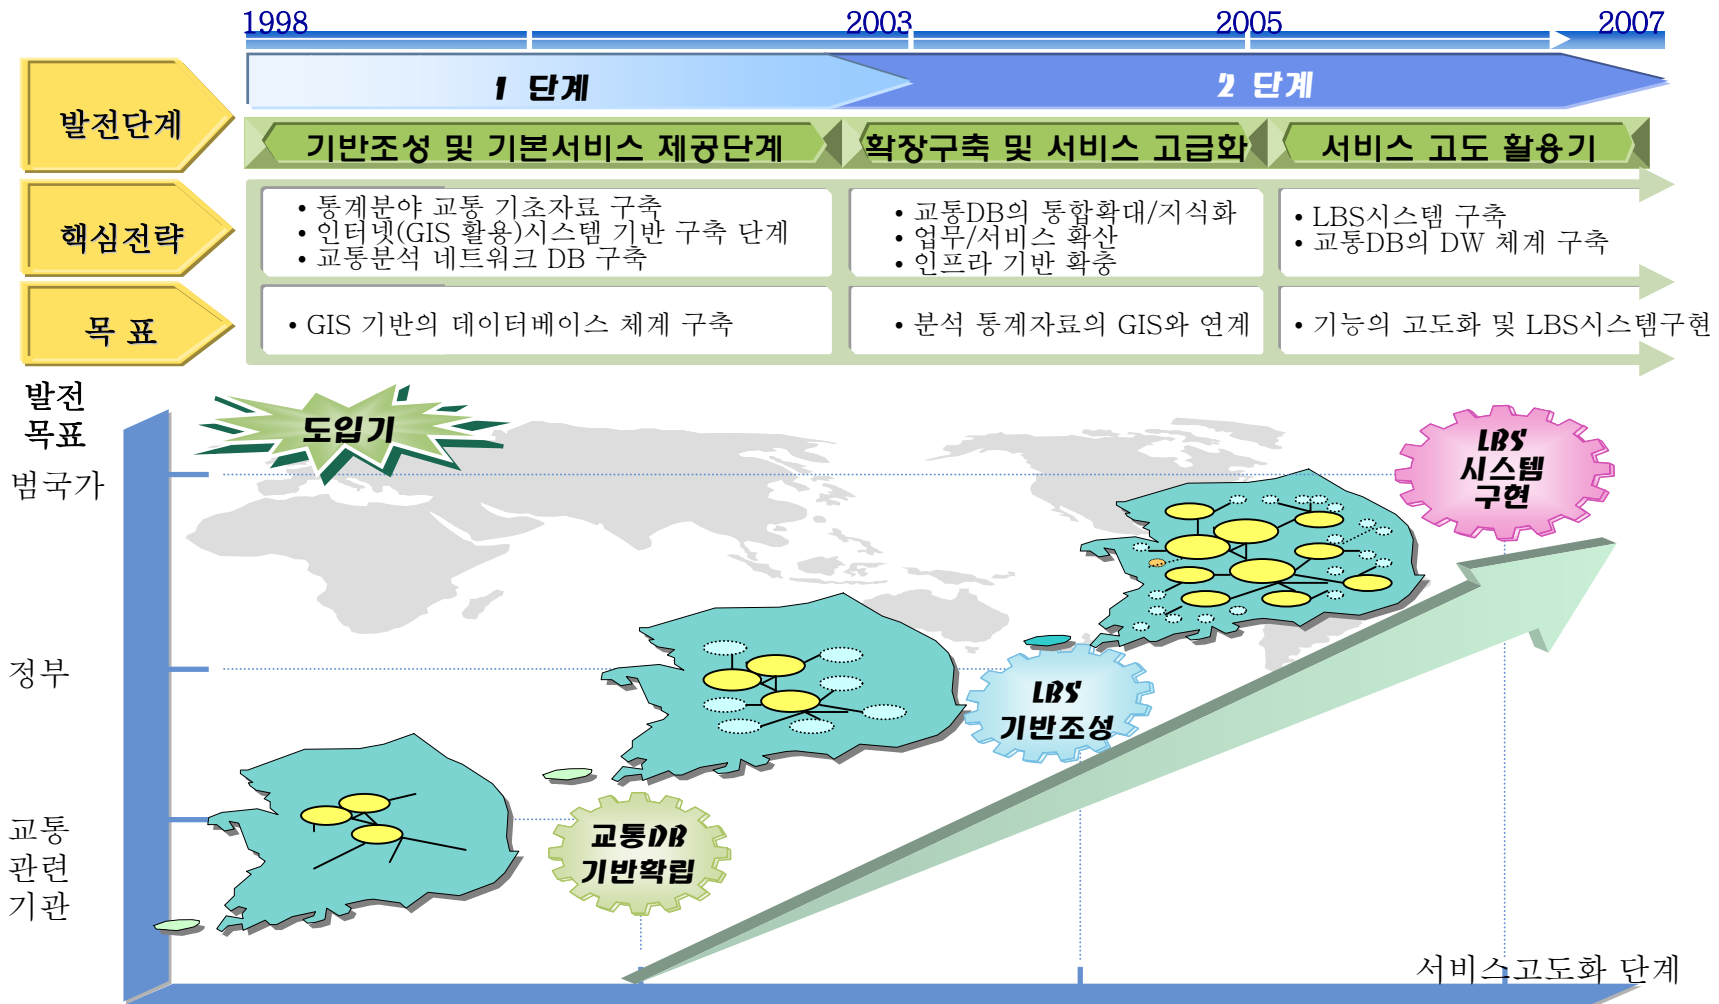 1998 2003 2005 2007
발전단계
1 단계
2 단계
기반조성 및 기본서비스 제공단계
확장구축 및 서비스 고급화
서비스 고도 활용기
핵심전략
• 통계분야 교통 기초자료 구축
• 인터넷(GIS 활용)시스템 기반 구축 단계
• 교통분석 네트워크 DB 구축
• 교통DB의 통합확대/지식화
• 업무/서비스 확산
• 인프라 기반 확충
• LBS시스템 구축
• 교통DB의 DW 체계 구축
목 표
• GIS 기반의 데이터베이스 체계 구축
• 분석 통계자료의 GIS와 연계
• 기능의 고도화 및 LBS시스템구현
발전
목표
도입기
범국가
LBS
시스템
구현
정부
LBS
기반조성
교통
관련
기관
교통DB
기반확립
서비스고도화 단계